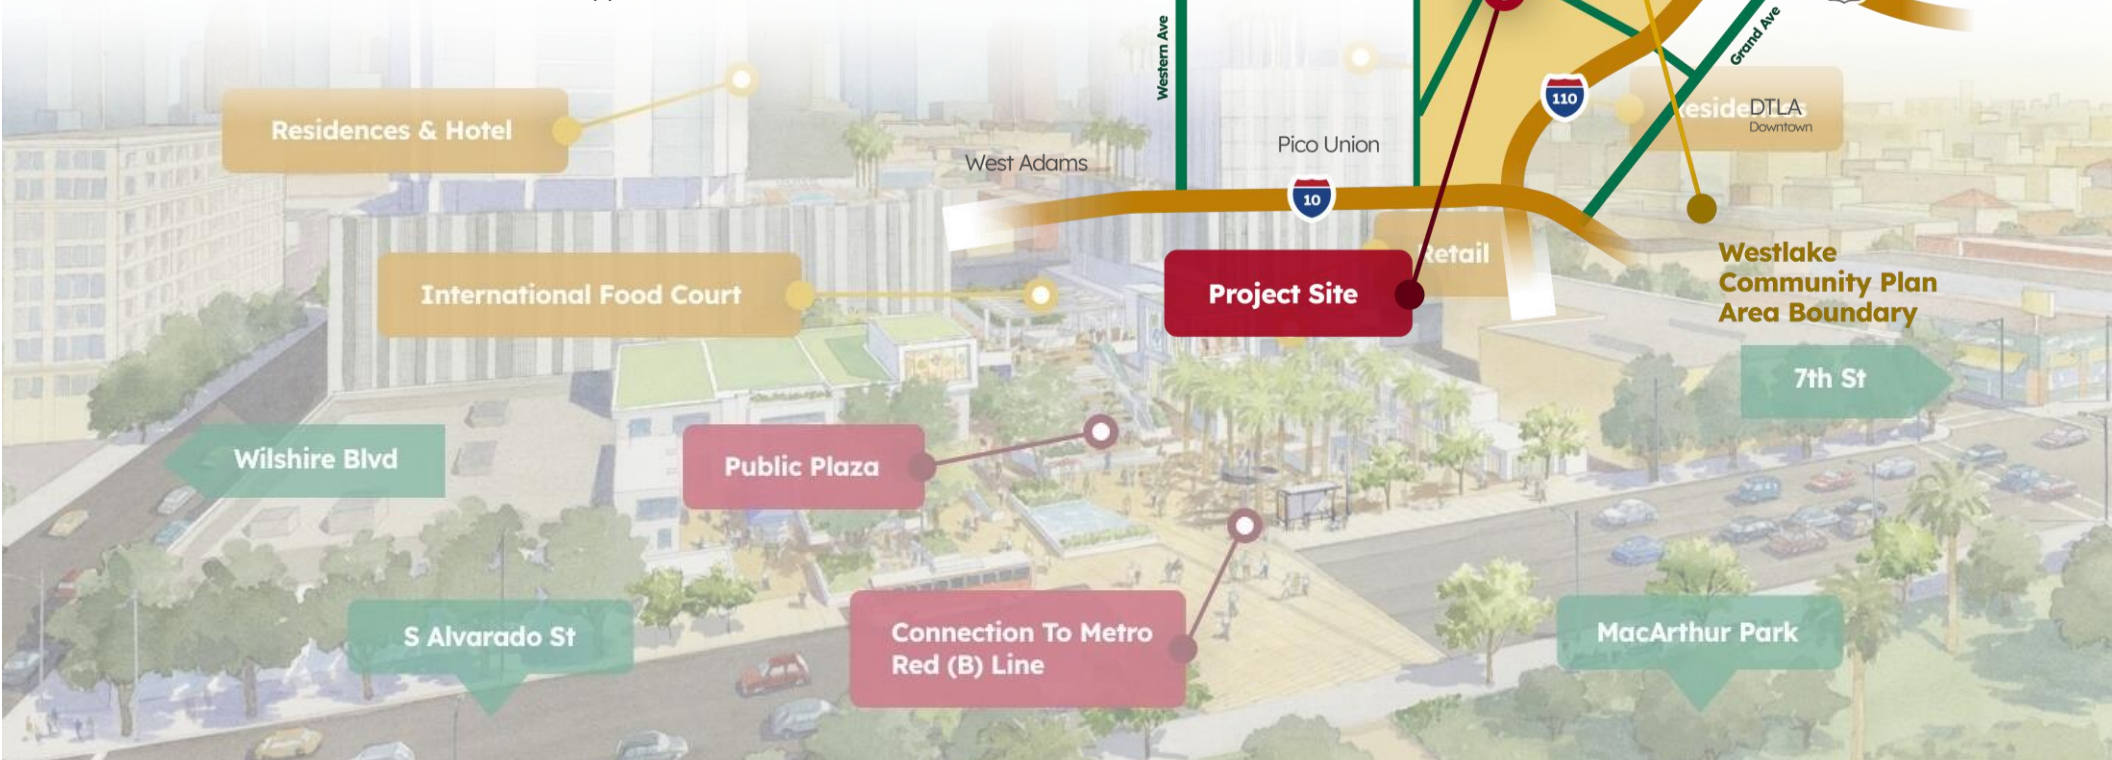 Western Ave
Grand Ave
110
Residences & Hotel
DTLA
Downtown
Pico Union
West Adams
10
Westlake
Community Plan
Area Boundary
International Food Court
Project Site
Retail
7th St
Wilshire Blvd
Public Plaza
S Alvarado St
Connection To Metro
Red (B) Line
MacArthur Park